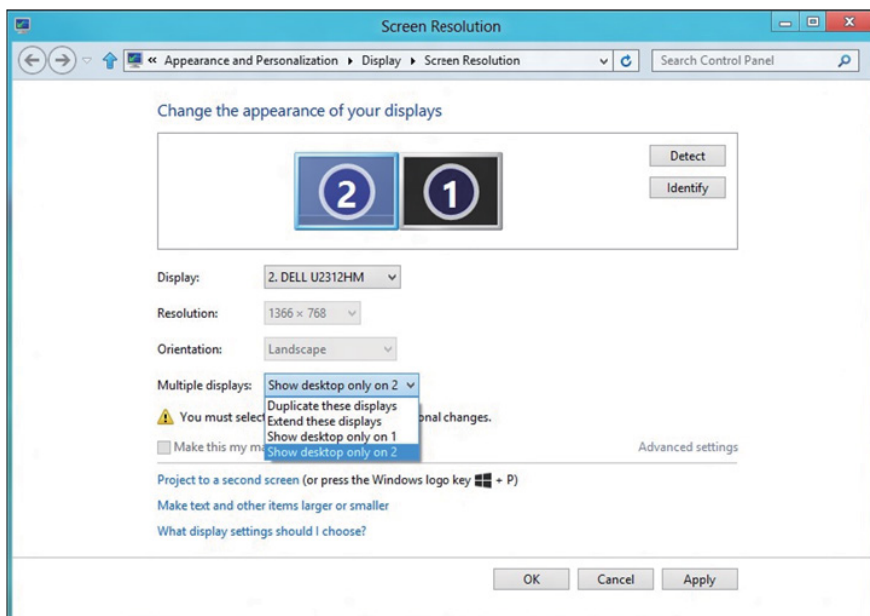 Screen Resolution
« Appearance and Personalization ▸ Display ▸ Screen Resolution
Search Control Panel
Change the appearance of your displays
2 1
Detect
Identify
Display: 2. DELL U2312HM
Resolution: 1366 × 768
Orientation: Landscape
Multiple displays: Show desktop only on 2
Duplicate these displays
You must select onal changes.
Extend these displays
Show desktop only on 1
Make this my ma Show desktop only on 2 Advanced settings
Project to a second screen (or press the Windows logo key + P)
Make text and other items larger or smaller
What display settings should I choose?
OK Cancel Apply